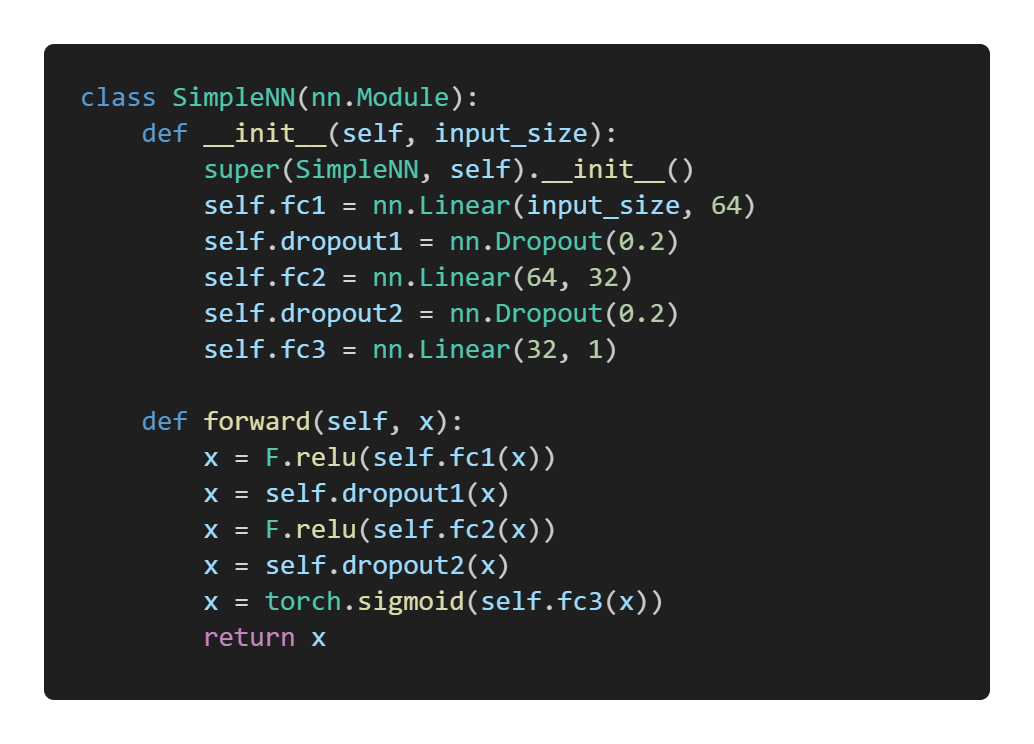 class SimpleNN(nn.Module):
    def __init__(self, input_size):
        super(SimpleNN, self).__init__()
        self.fc1 = nn.Linear(input_size, 64)
        self.dropout1 = nn.Dropout(0.2)
        self.fc2 = nn.Linear(64, 32)
        self.dropout2 = nn.Dropout(0.2)
        self.fc3 = nn.Linear(32, 1)

    def forward(self, x):
        x = F.relu(self.fc1(x))
        x = self.dropout1(x)
        x = F.relu(self.fc2(x))
        x = self.dropout2(x)
        x = torch.sigmoid(self.fc3(x))
        return x